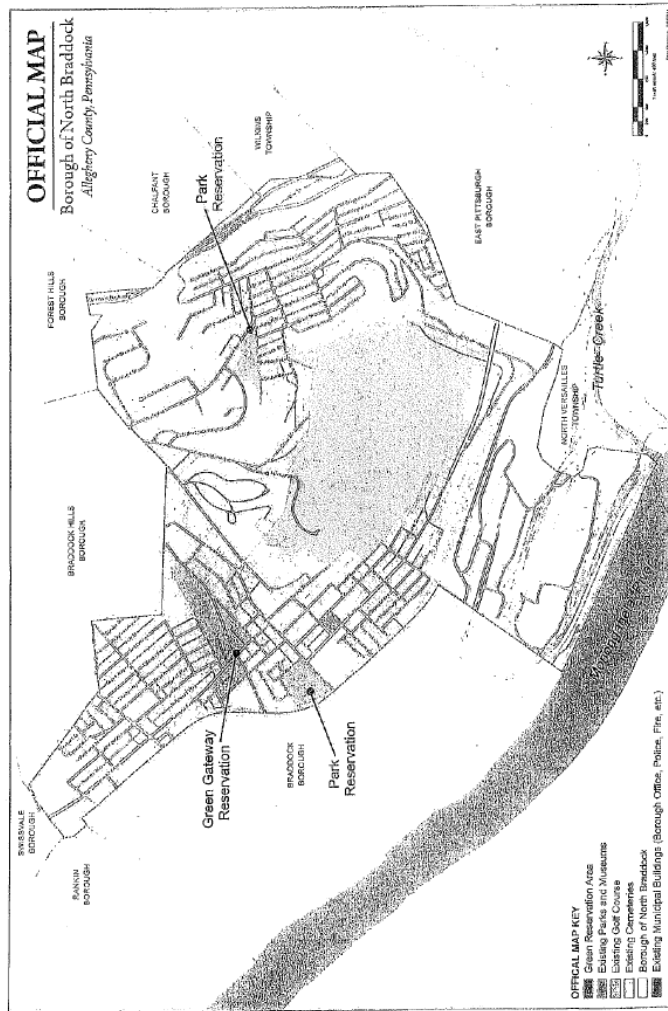 OFFICIAL MAP
Borough of North Braddock
Allegheny County, Pennsylvania
SWISSVALE
BOROUGH
RANKIN
BOROUGH
BRADDOCK HILLS
BOROUGH
FOREST HILLS
BOROUGH
CHALFANT
BOROUGH
WILKINS
TOWNSHIP
Park
Reservation
Green Gateway
Reservation
BRADDOCK
BOROUGH
Park
Reservation
EAST PITTSBURGH
BOROUGH
NORTH VERSAILLES
TOWNSHIP
Turtle Creek
OFFICAL MAP KEY
Green Reservation Area
Existing Parks and Museums
Existing Golf Course
Existing Cemeteries
Borough of North Braddock
Existing Municipal Buildings (Borough Office, Police, Fire, etc.)